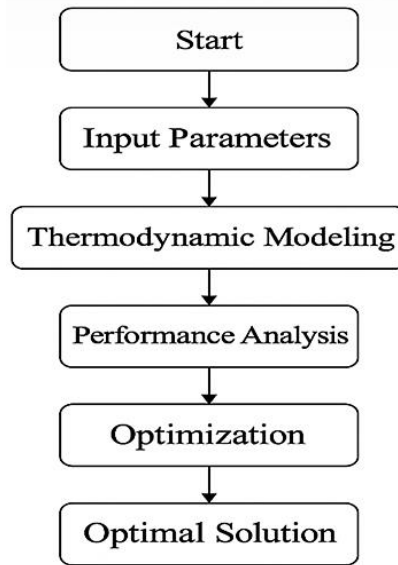 Start
Input Parameters
Thermodynamic Modeling
Performance Analysis
Optimization
Optimal Solution